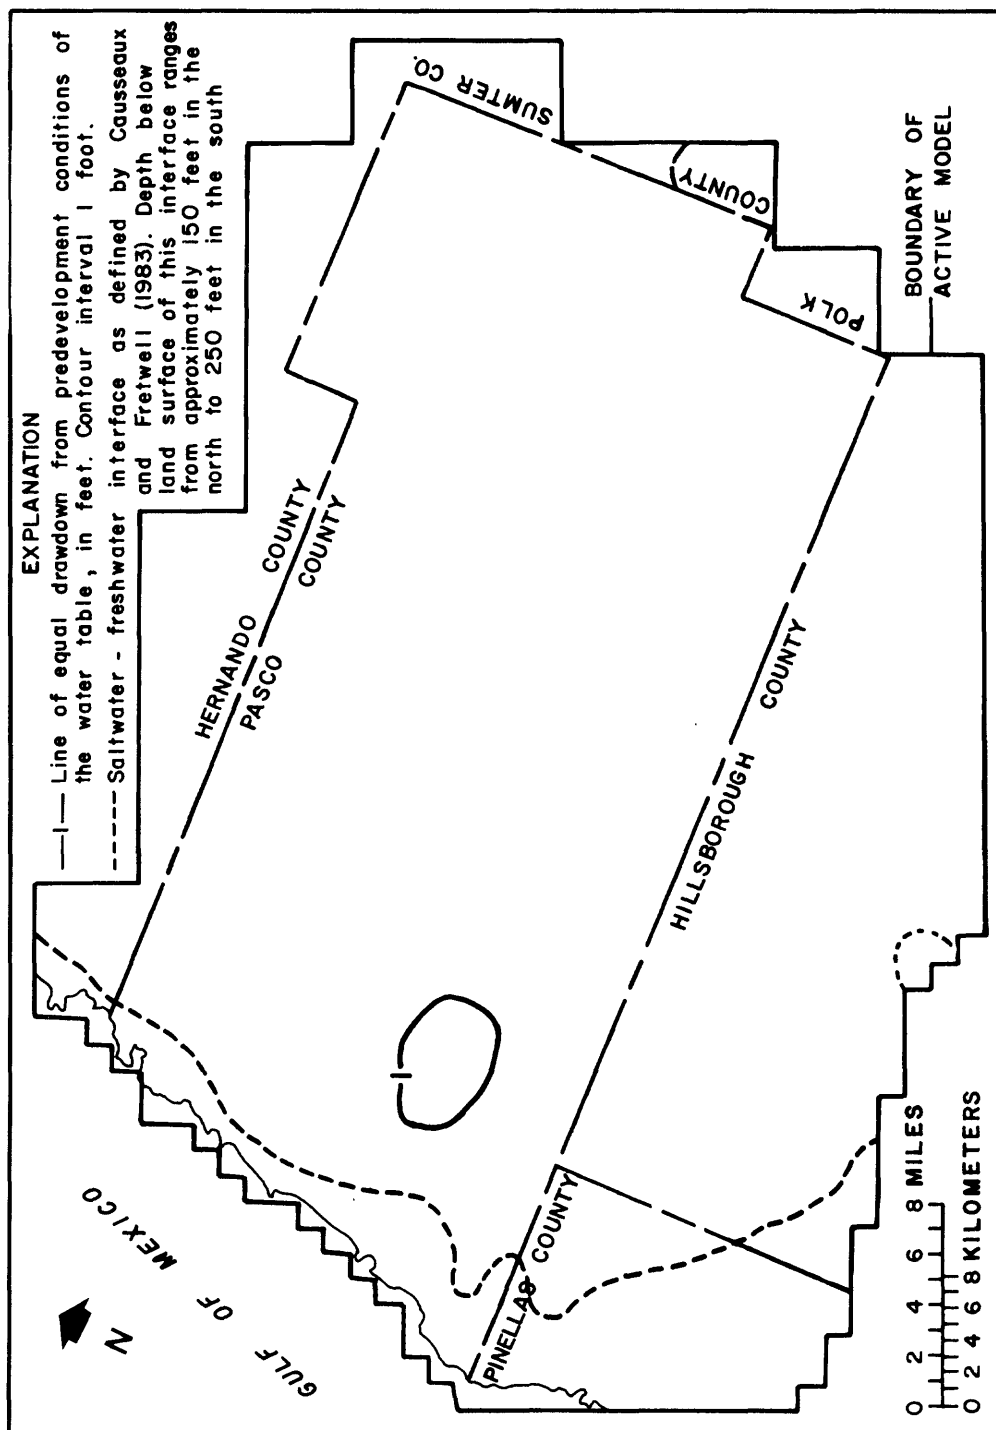 EXPLANATION
—1— Line of equal drawdown from predevelopment conditions of
the water table, in feet. Contour interval 1 foot.
----- Saltwater - freshwater interface as defined by Causseaux
and Fretwell (1983). Depth below
land surface of this interface ranges
from approximately 150 feet in the
north to 250 feet in the south
SUMTER CO.
HERNANDO COUNTY
PASCO COUNTY
COUNTY
POLK
BOUNDARY OF
ACTIVE MODEL
HILLSBOROUGH COUNTY
1
PINELLAS COUNTY
GULF OF MEXICO
N
0 2 4 6 8 MILES
0 2 4 6 8 KILOMETERS